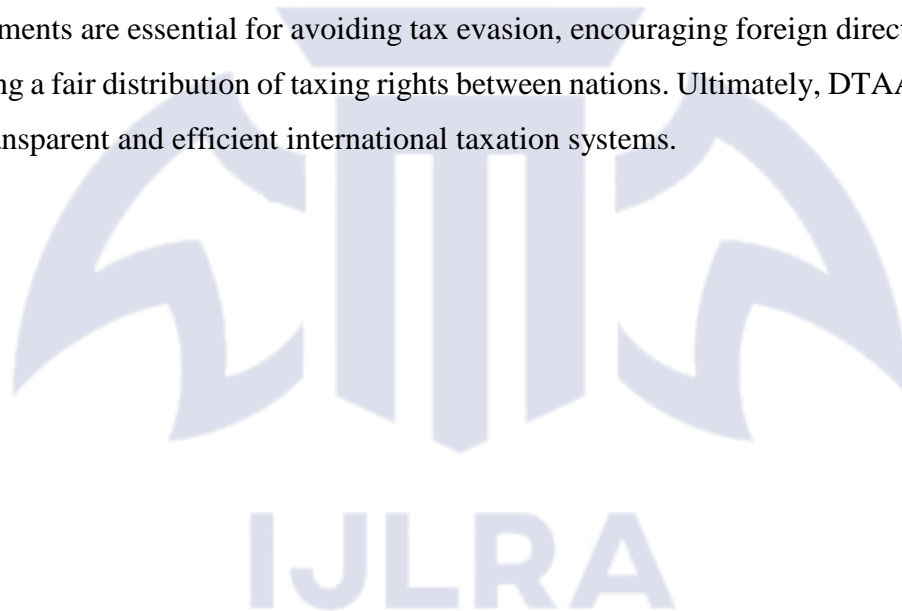 ments are essential for avoiding tax evasion, encouraging foreign direct
ng a fair distribution of taxing rights between nations. Ultimately, DTAA
nsparent and efficient international taxation systems.
IJLRA